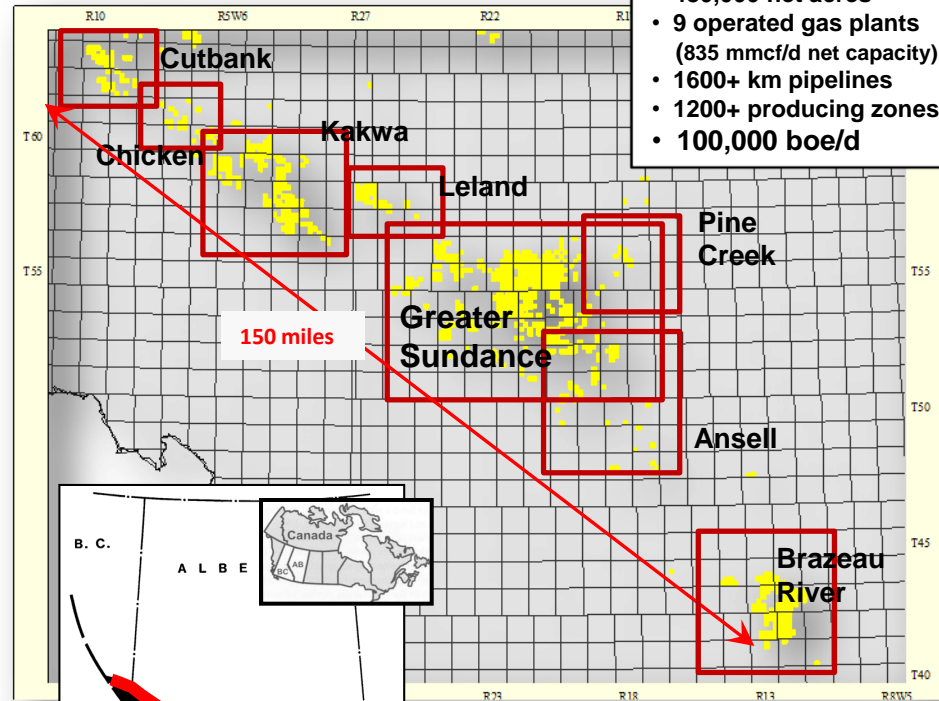 R10 R5W6 R27 R22
• 9 operated gas plants
(835 mmcf/d net capacity)
• 1600+ km pipelines
• 1200+ producing zones
• 100,000 boe/d
Cutbank
T60
Kakwa
Chicken
Leland
Pine
Creek
T55 T55
Greater
Sundance
150 miles
T50
Ansell
T45
Canada
BC AB
B. C.
A L B E
Brazeau
River
T40
R23 R18 R13 R8W5